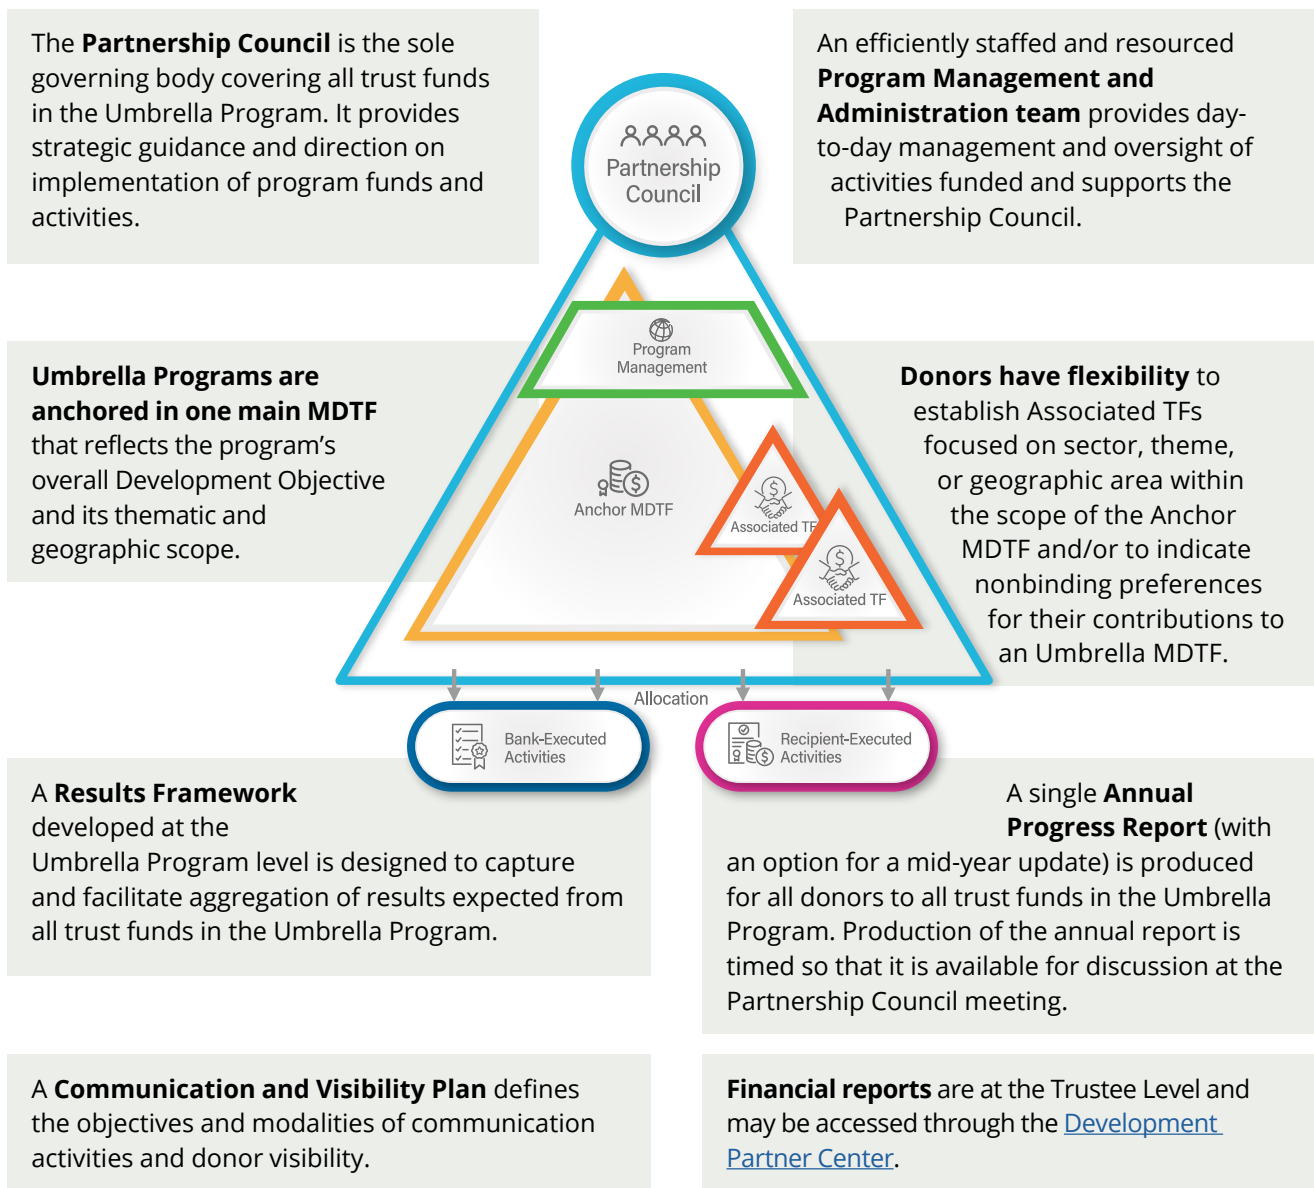 The Partnership Council is the sole
governing body covering all trust funds
in the Umbrella Program. It provides
strategic guidance and direction on
implementation of program funds and
activities.
An efficiently staffed and resourced
Program Management and
Administration team provides day-
to-day management and oversight of
activities funded and supports the
Partnership Council.
Partnership
Council
Program
Management
Umbrella Programs are
anchored in one main MDTF
that reflects the program's
overall Development Objective
and its thematic and
geographic scope.
Anchor MDTF
Associated TF
Associated TF
Donors have flexibility to
establish Associated TFs
focused on sector, theme,
or geographic area within
the scope of the Anchor
MDTF and/or to indicate
nonbinding preferences
for their contributions to
an Umbrella MDTF.
Allocation
Bank-Executed
Activities
Recipient-Executed
Activities
A Results Framework
developed at the
Umbrella Program level is designed to capture
and facilitate aggregation of results expected from
all trust funds in the Umbrella Program.
A single Annual
Progress Report (with
an option for a mid-year update) is produced
for all donors to all trust funds in the Umbrella
Program. Production of the annual report is
timed so that it is available for discussion at the
Partnership Council meeting.
A Communication and Visibility Plan defines
the objectives and modalities of communication
activities and donor visibility.
Financial reports are at the Trustee Level and
may be accessed through the Development
Partner Center.